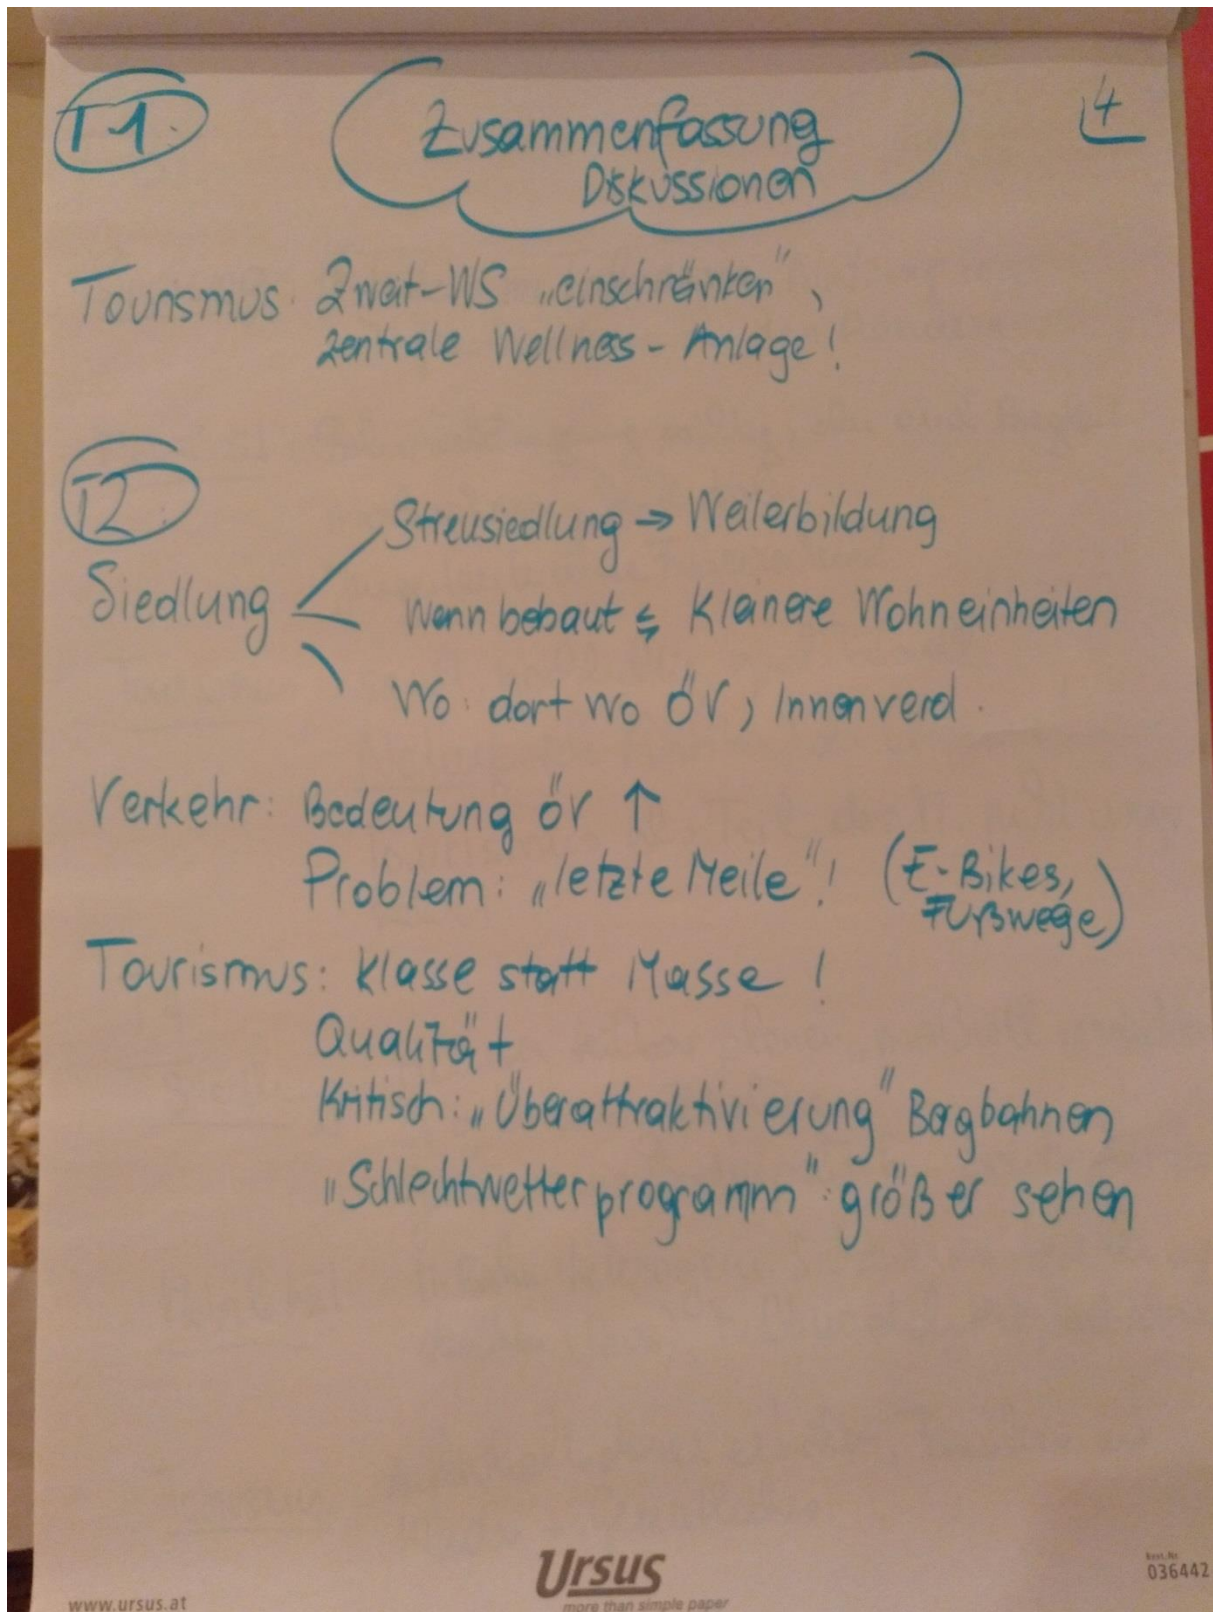 T1.
4
Zusammenfassung
Diskussionen
Tourismus: Zweit-WS „einschränken",
zentrale Wellness-Anlage!
T2.
Streusiedlung → Weilerbildung
Siedlung
Wenn bebaut ⇆ Kleinere Wohneinheiten
Wo: dort wo ÖV, Innenverd.
Verkehr: Bedeutung ÖV ↑
Problem: „letzte Meile"! (E-Bikes,
Fußwege)
Tourismus: Klasse statt Masse!
Qualität
Kritisch: „Überattraktivierung" Bergbahnen
„Schlechtwetterprogramm": größer sehen
Ursus
more than simple paper
www.ursus.at
Best.Nr.
036442